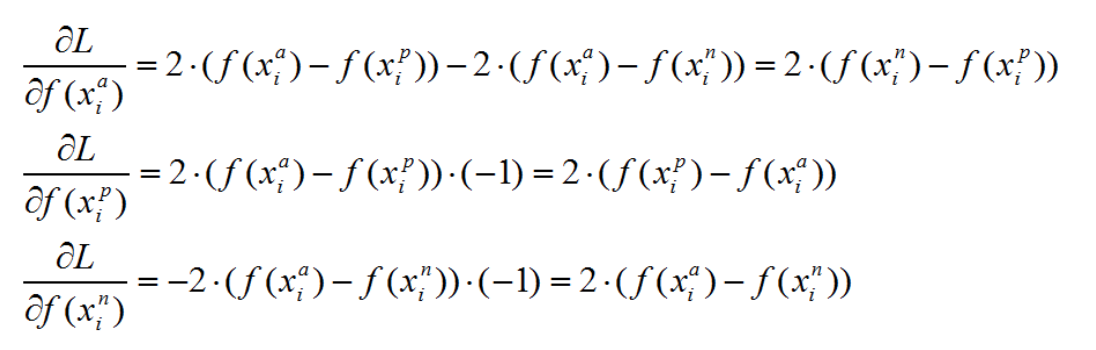 ∂L/∂f(x_i^a) = 2·(f(x_i^a) − f(x_i^p)) − 2·(f(x_i^a) − f(x_i^n)) = 2·(f(x_i^n) − f(x_i^p))
∂L/∂f(x_i^p) = 2·(f(x_i^a) − f(x_i^p))·(−1) = 2·(f(x_i^p) − f(x_i^a))
∂L/∂f(x_i^n) = −2·(f(x_i^a) − f(x_i^n))·(−1) = 2·(f(x_i^a) − f(x_i^n))